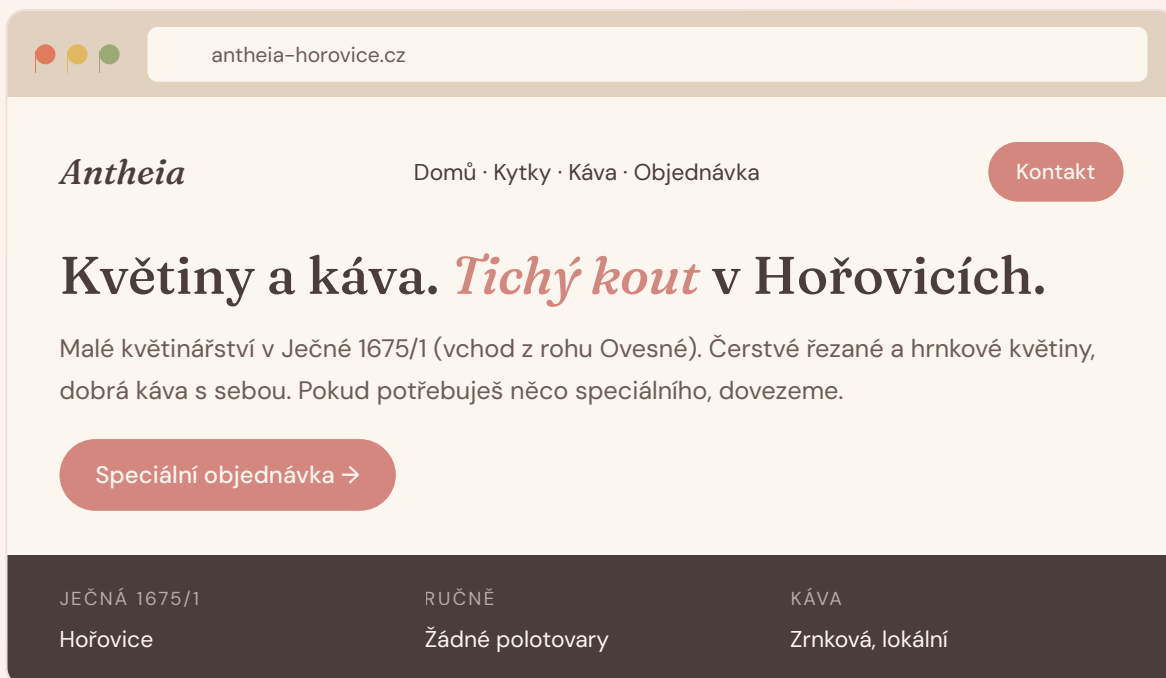 antheia-horovice.cz
Antheia
Domů · Kytky · Káva · Objednávka
Kontakt
Květiny a káva. Tichý kout v Hořovicích.
Malé květinářství v Ječné 1675/1 (vchod z rohu Ovesné). Čerstvé řezané a hrnkové květiny,
dobrá káva s sebou. Pokud potřebuješ něco speciálního, dovezeme.
Speciální objednávka →
JEČNÁ 1675/1
RUČNĚ
KÁVA
Hořovice
Žádné polotovary
Zrnková, lokální